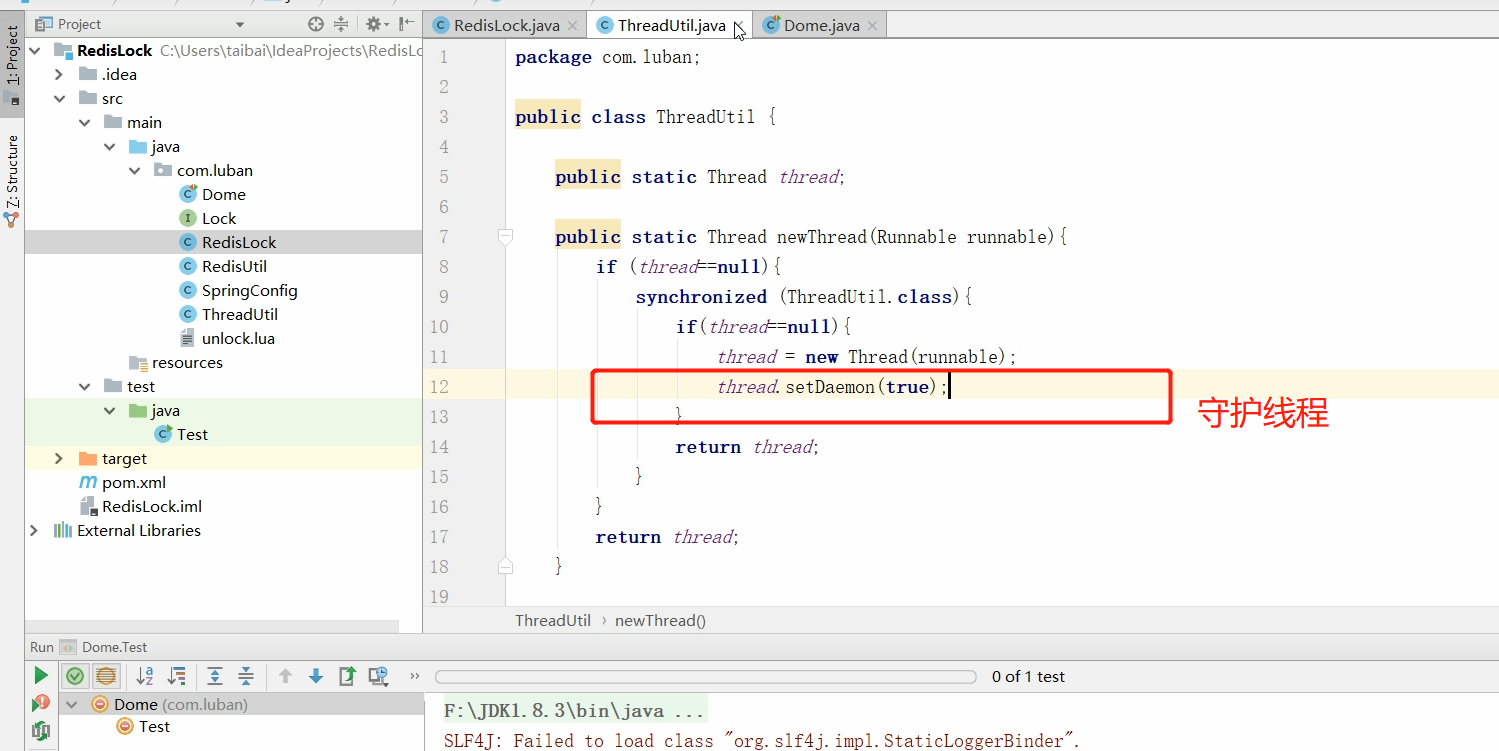 Project
RedisLock.java
ThreadUtil.java
Dome.java
1: Project
Z: Structure
RedisLock C:\Users\taibai\IdeaProjects\RedisLo
.idea
src
main
java
com.luban
Dome
Lock
RedisLock
RedisUtil
SpringConfig
ThreadUtil
unlock.lua
resources
test
java
Test
target
pom.xml
RedisLock.iml
External Libraries
1 package com.luban;
2
3 public class ThreadUtil {
4
5 public static Thread thread;
6
7 public static Thread newThread(Runnable runnable){
8 if (thread==null){
9 synchronized (ThreadUtil.class){
10 if(thread==null){
11 thread = new Thread(runnable);
12 thread.setDaemon(true);
13 }
守护线程
14 return thread;
15 }
16 }
17 return thread;
18 }
19
ThreadUtil › newThread()
Run Dome.Test
0 of 1 test
Dome (com.luban)
Test
F:\JDK1.8.3\bin\java ...
SLF4J: Failed to load class "org.slf4j.impl.StaticLoggerBinder".